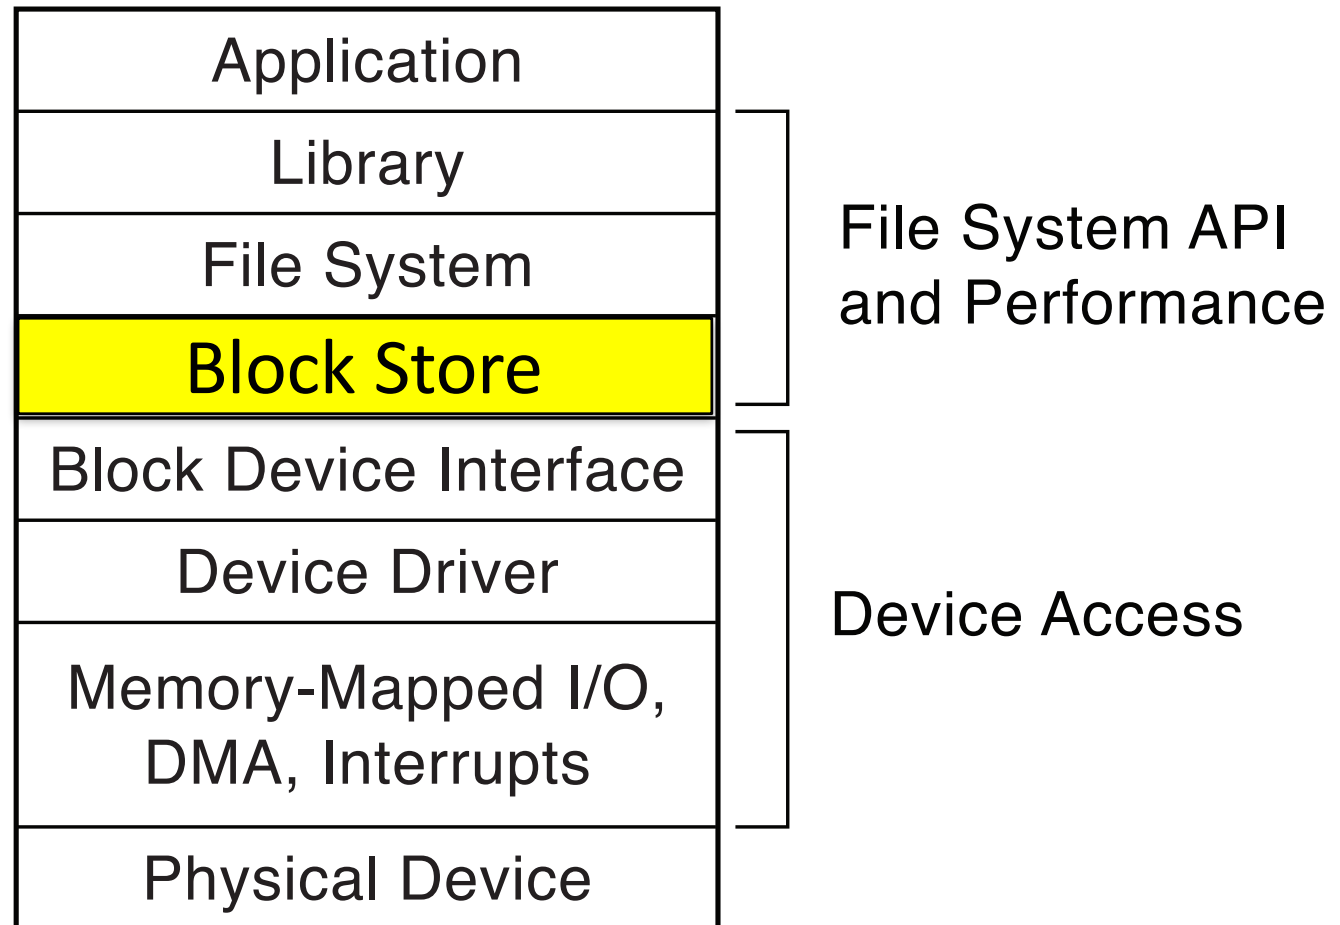 Application
Library
File System
Block Store
Block Device Interface
Device Driver
Memory-Mapped I/O,
DMA, Interrupts
Physical Device
File System API
and Performance
Device Access